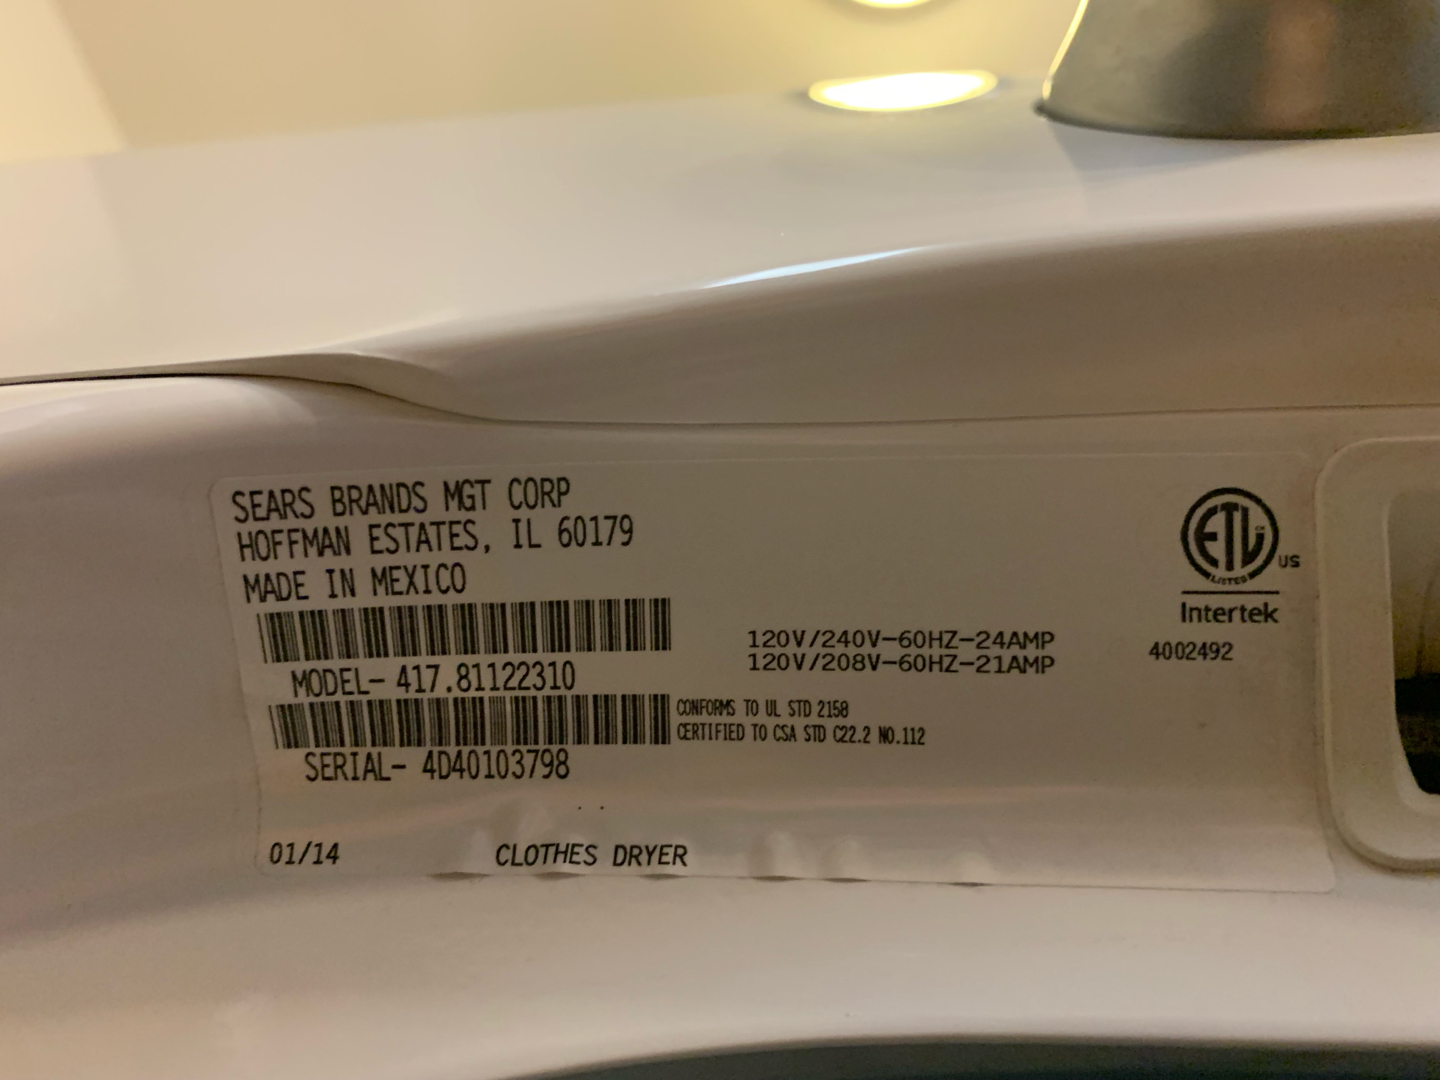 SEARS BRANDS MGT CORP
HOFFMAN ESTATES, IL 60179
MADE IN MEXICO
MODEL- 417.81122310
SERIAL- 4D40103798
01/14 CLOTHES DRYER
120V/240V-60HZ-24AMP
120V/208V-60HZ-21AMP
CONFORMS TO UL STD 2158
CERTIFIED TO CSA STD C22.2 NO.112
ETL
LISTED
US
Intertek
4002492